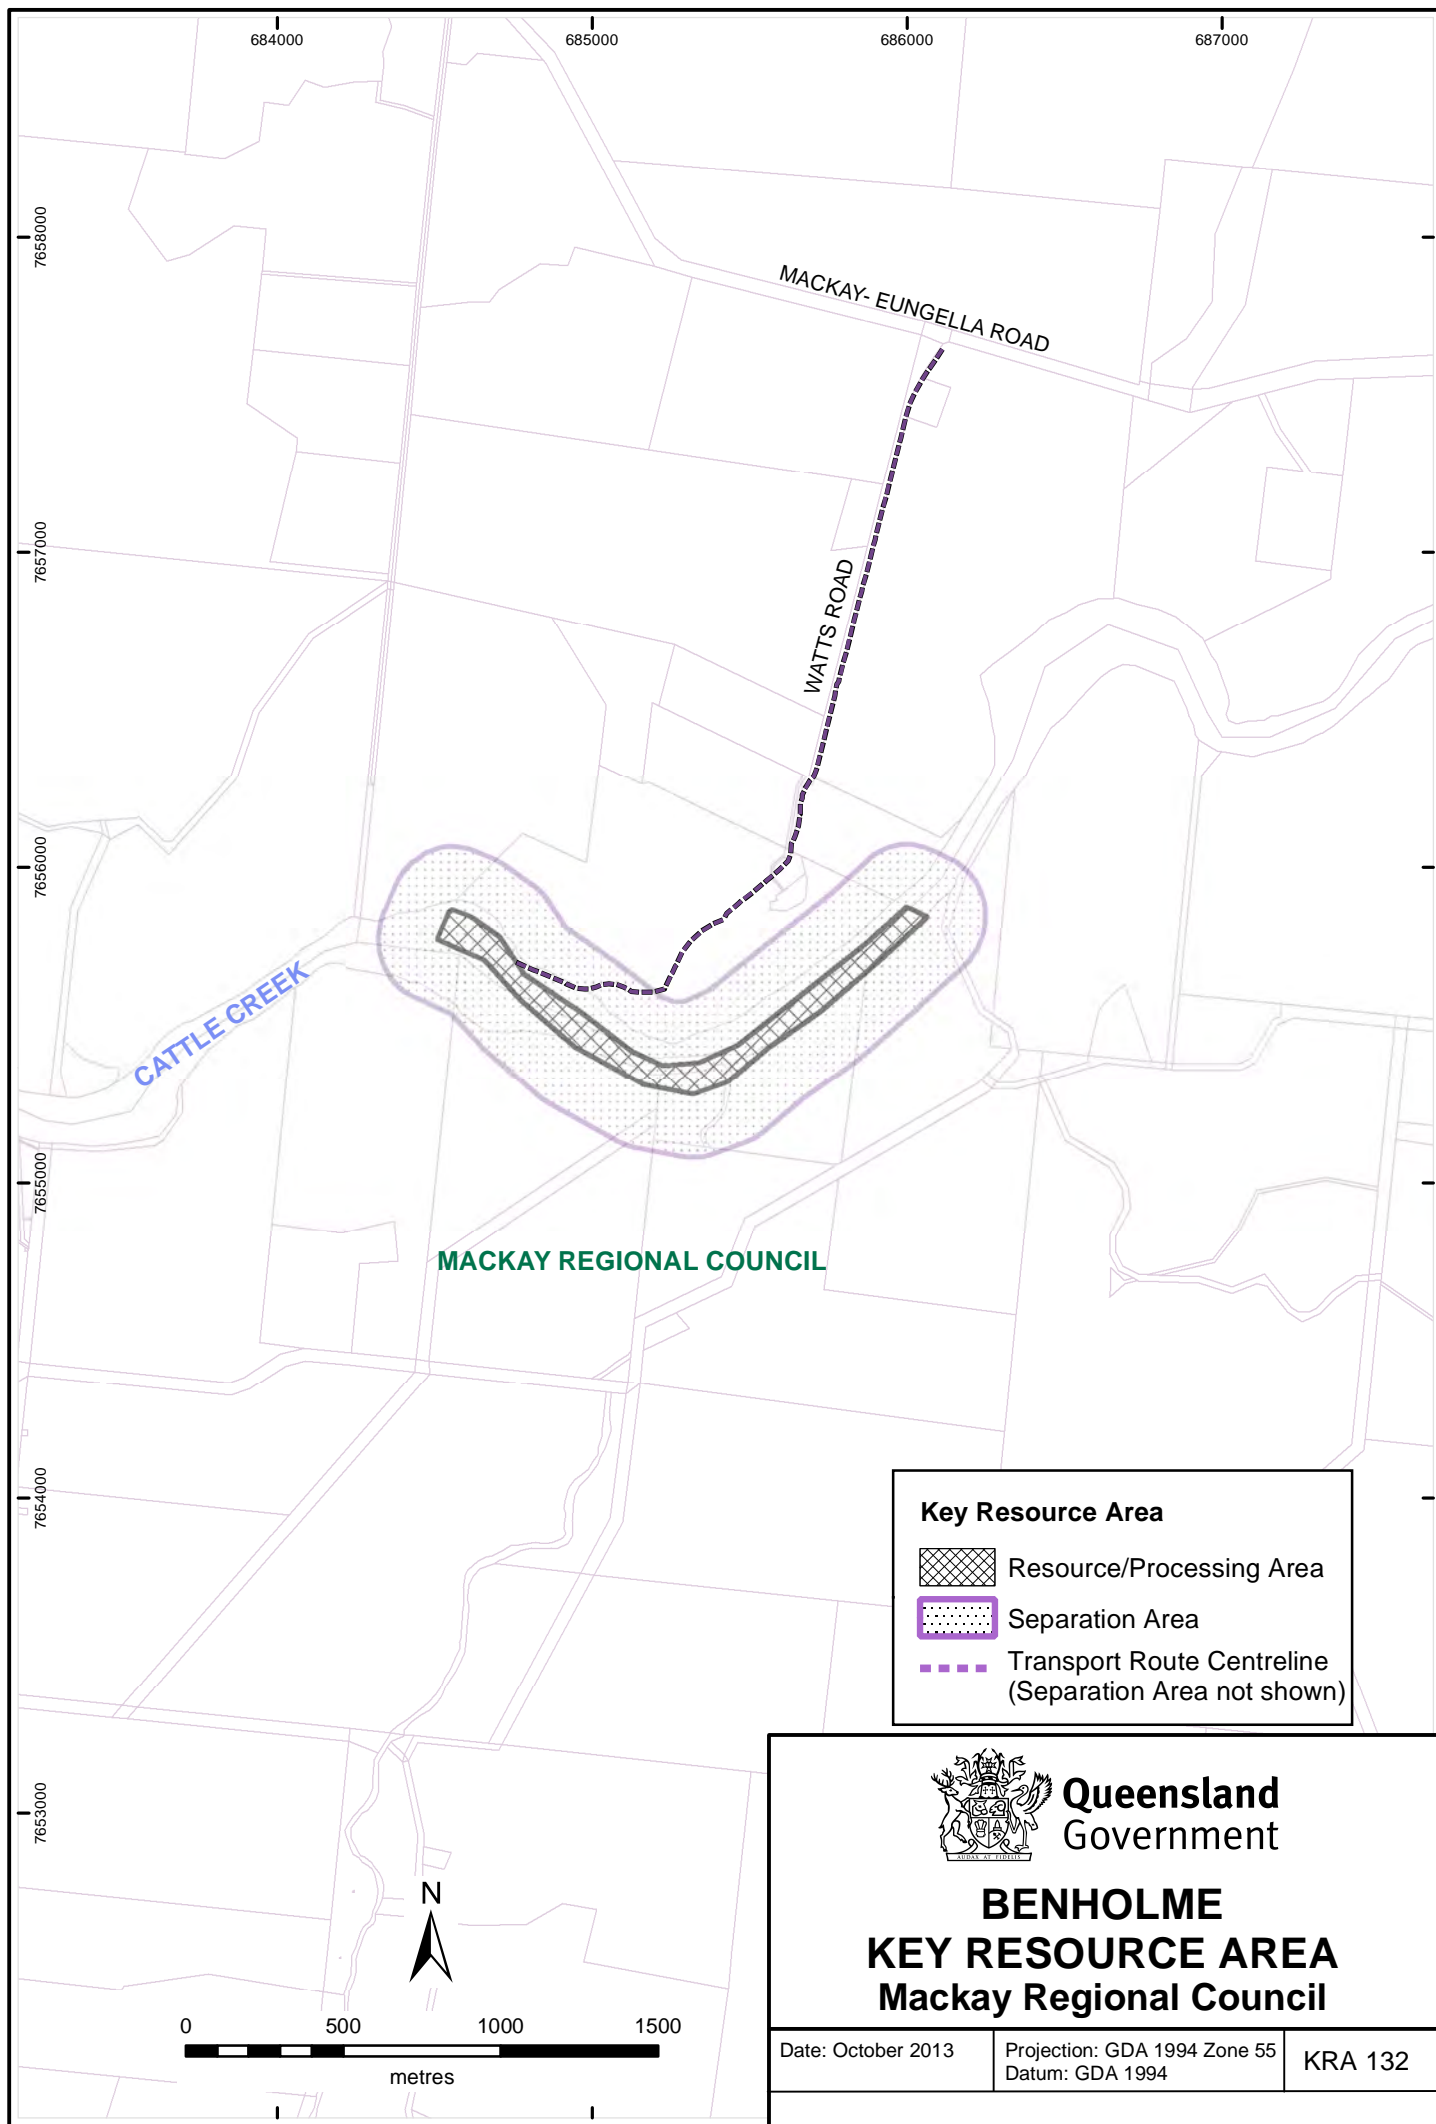 684000
685000
686000
687000
7658000
MACKAY- EUNGELLA ROAD
7657000
WATTS ROAD
7656000
CATTLE CREEK
7655000
MACKAY REGIONAL COUNCIL
7654000
Key Resource Area
Resource/Processing Area
Separation Area
Transport Route Centreline
(Separation Area not shown)
7653000
Queensland
Government
AUDAX AT FIDELIS
BENHOLME
KEY RESOURCE AREA
Mackay Regional Council
N
0 500 1000 1500
metres
Date: October 2013
Projection: GDA 1994 Zone 55
Datum: GDA 1994
KRA 132